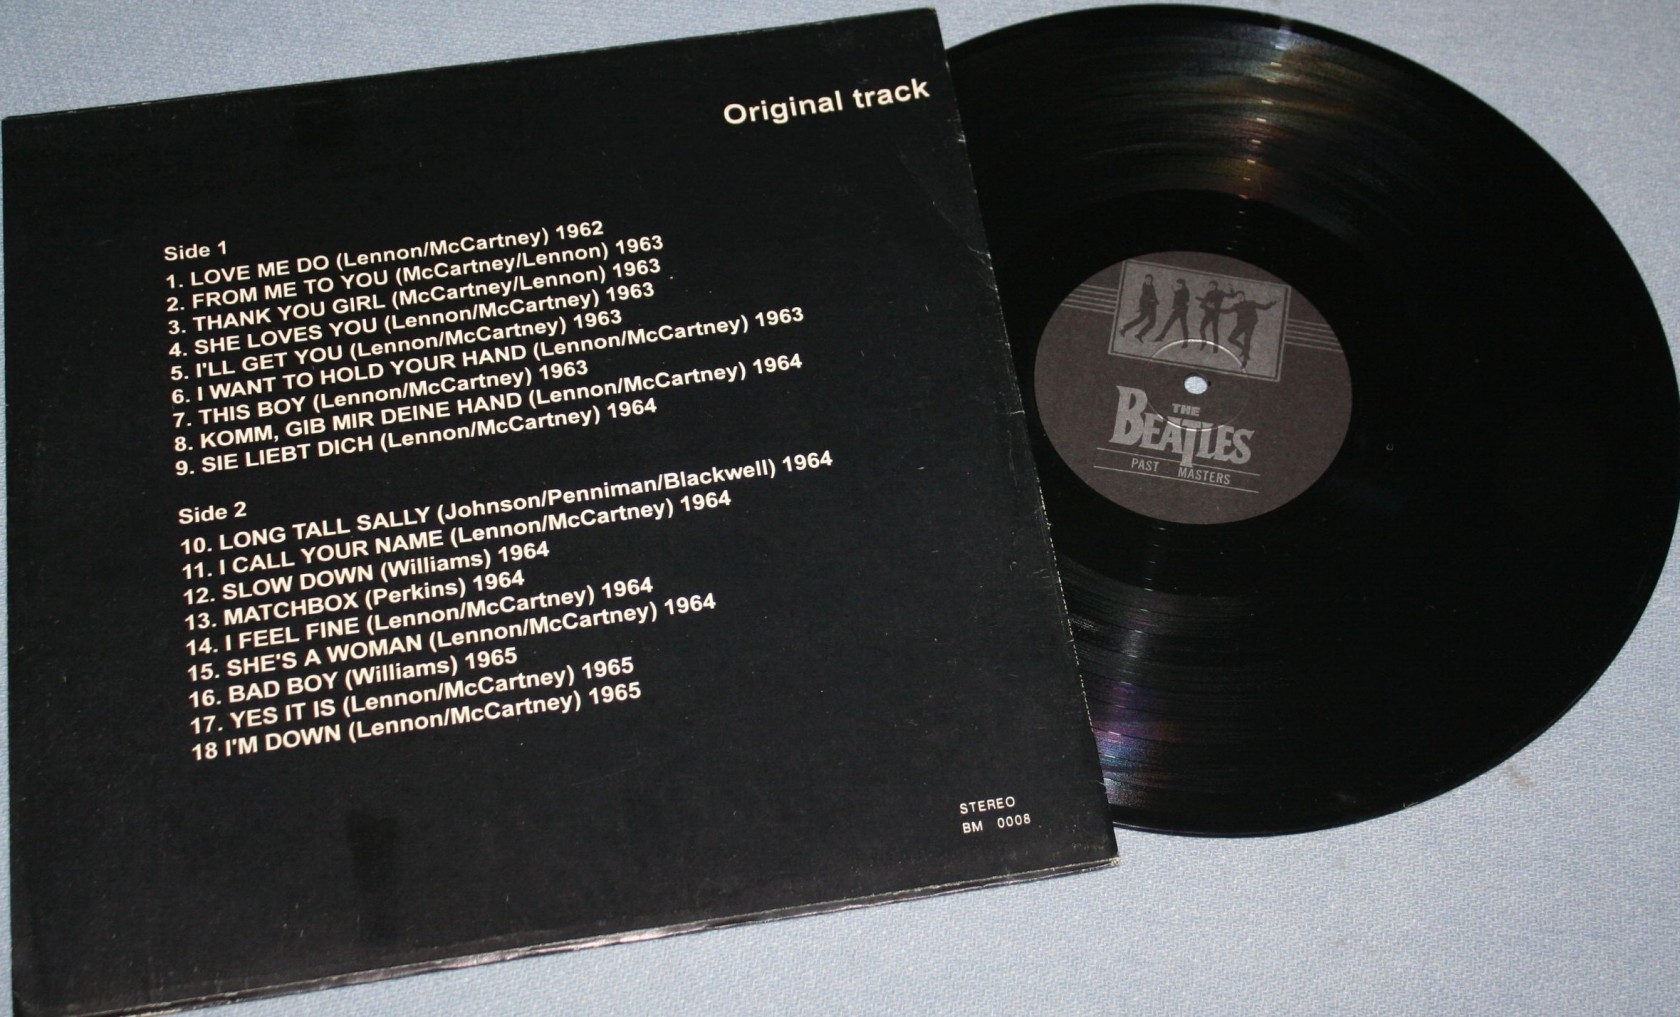 Original track
Side 1
1. LOVE ME DO (Lennon/McCartney) 1962
2. FROM ME TO YOU (McCartney/Lennon) 1963
3. THANK YOU GIRL (McCartney/Lennon) 1963
4. SHE LOVES YOU (Lennon/McCartney) 1963
5. I'LL GET YOU (Lennon/McCartney) 1963
6. I WANT TO HOLD YOUR HAND (Lennon/McCartney) 1963
7. THIS BOY (Lennon/McCartney) 1963
8. KOMM, GIB MIR DEINE HAND (Lennon/McCartney) 1964
9. SIE LIEBT DICH (Lennon/McCartney) 1964
Side 2
10. LONG TALL SALLY (Johnson/Penniman/Blackwell) 1964
11. I CALL YOUR NAME (Lennon/McCartney) 1964
12. SLOW DOWN (Williams) 1964
13. MATCHBOX (Perkins) 1964
14. I FEEL FINE (Lennon/McCartney) 1964
15. SHE'S A WOMAN (Lennon/McCartney) 1964
16. BAD BOY (Williams) 1965
17. YES IT IS (Lennon/McCartney) 1965
18 I'M DOWN (Lennon/McCartney) 1965
STEREO
BM 0008
THE
BEATLES
PAST MASTERS